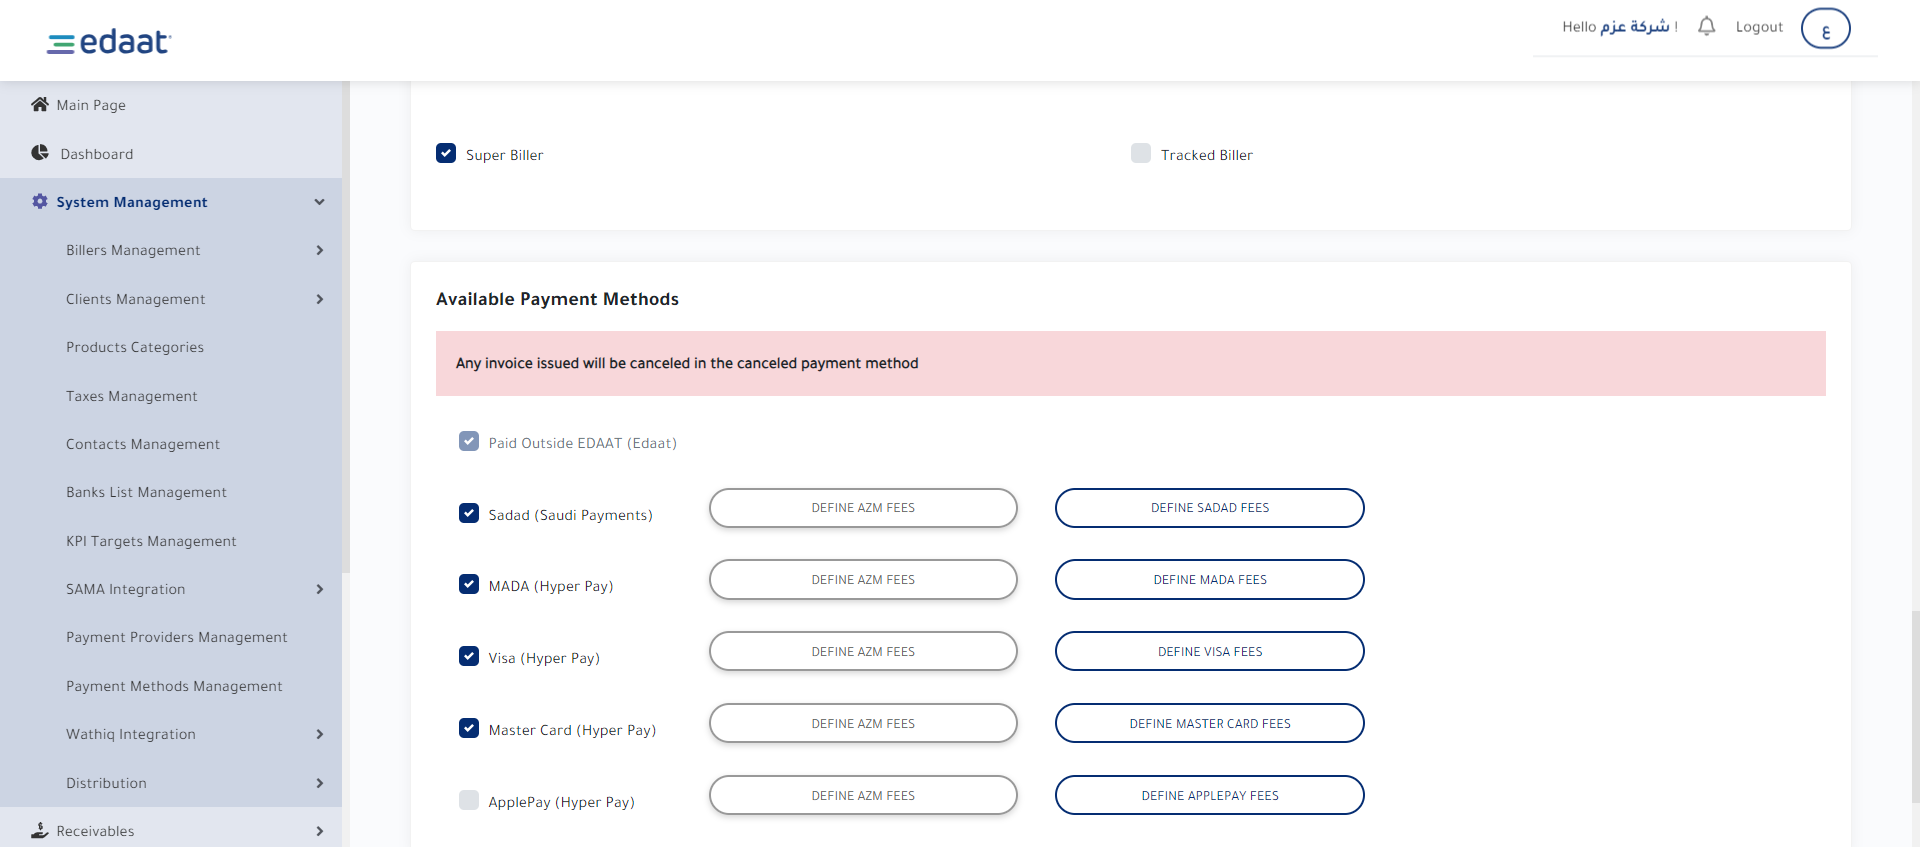 edaat
Hello شركة عزم !
Logout
ع
Main Page
Dashboard
System Management
Billers Management
Clients Management
Products Categories
Taxes Management
Contacts Management
Banks List Management
KPI Targets Management
SAMA Integration
Payment Providers Management
Payment Methods Management
Wathiq Integration
Distribution
Receivables
Super Biller
Tracked Biller
Available Payment Methods
Any invoice issued will be canceled in the canceled payment method
Paid Outside EDAAT (Edaat)
Sadad (Saudi Payments)
DEFINE AZM FEES
DEFINE SADAD FEES
MADA (Hyper Pay)
DEFINE AZM FEES
DEFINE MADA FEES
Visa (Hyper Pay)
DEFINE AZM FEES
DEFINE VISA FEES
Master Card (Hyper Pay)
DEFINE AZM FEES
DEFINE MASTER CARD FEES
ApplePay (Hyper Pay)
DEFINE AZM FEES
DEFINE APPLEPAY FEES